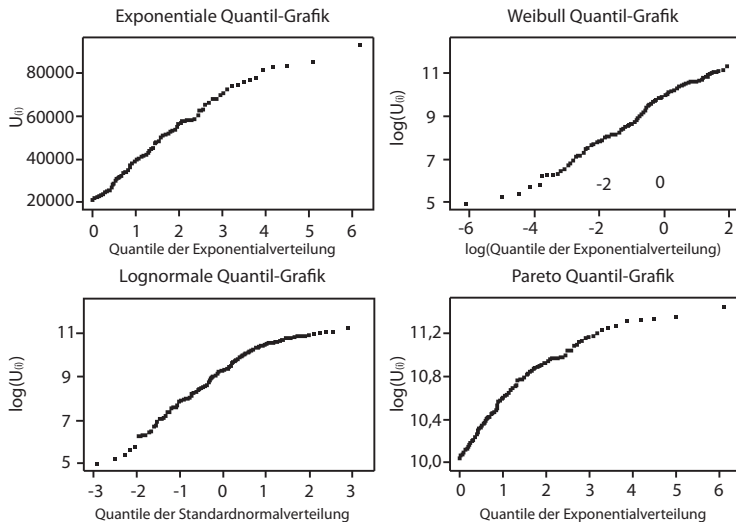 Exponentiale Quantil-Grafik
U(i)
80000
60000
40000
20000
0 1 2 3 4 5 6
Quantile der Exponentialverteilung
Weibull Quantil-Grafik
log(U(i))
11
9
7
5
-2 0
-6 -4 -2 0 2
log(Quantile der Exponentialverteilung)
Lognormale Quantil-Grafik
log(U(i))
11
9
7
5
-3 -2 -1 0 1 2 3
Quantile der Standardnormalverteilung
Pareto Quantil-Grafik
log(U(i))
11,2
10,8
10,4
10,0
0 1 2 3 4 5 6
Quantile der Exponentialverteilung